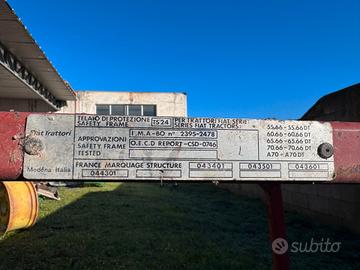 TELAIO DI PROTEZIONE TS24 PER TRATTORI FIAT SERIE
SAFETY FRAME SERIES FIAT TRACTORS
55.66 - 55.66 DT
60.66 - 60.66 DT
65.66 - 65.66 DT
70.66 - 70.66 DT
A70 - A70 DT
Fiat Trattori
Modena Italia
APPROVAZIONI I.M.A-BO n° 2395-2478
SAFETY FRAME
TESTED O.E.C.D REPORT-CSD-0746
FRANCE MARQUAGE STRUCTURE 043401 043501 043601
044301
subito